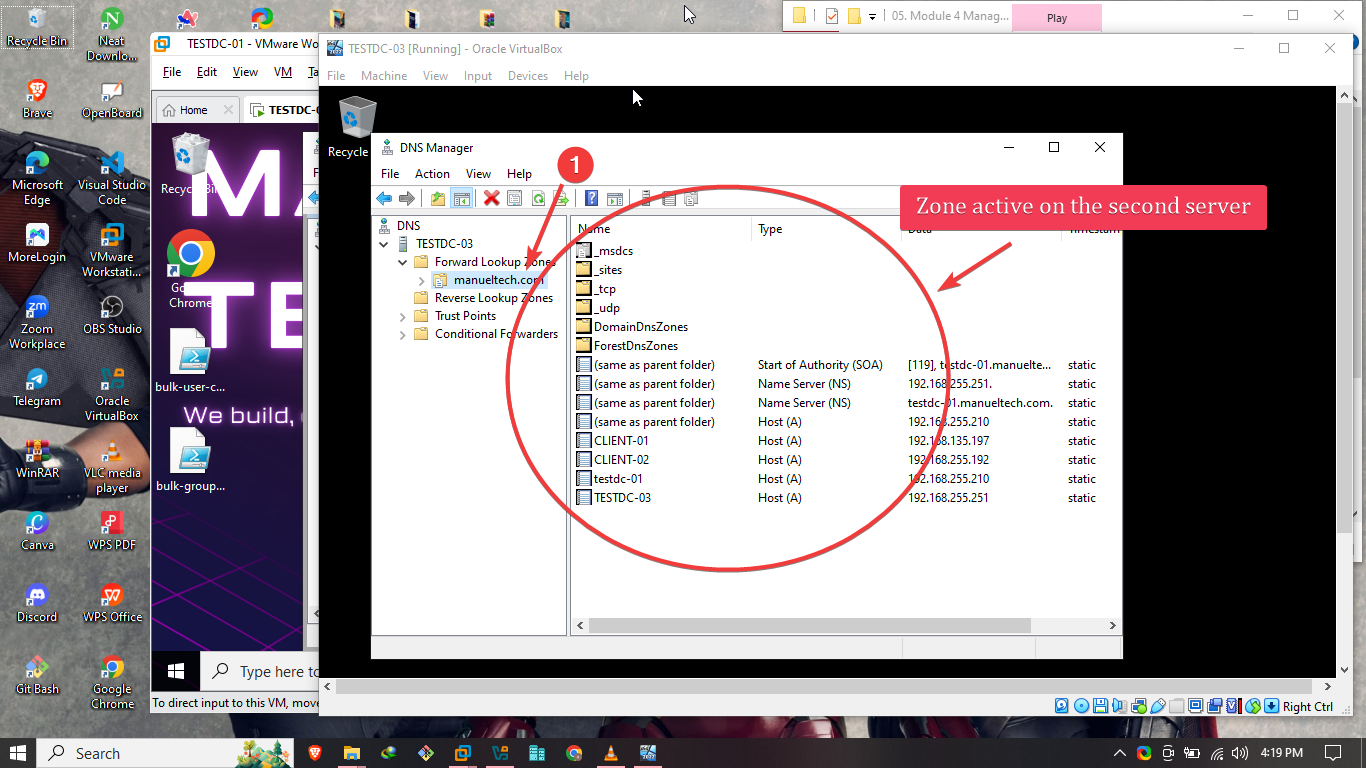 Recycle Bin
Neat
Downlo...
Brave
OpenBoard
Microsoft
Edge
Visual Studio
Code
MoreLogin
VMware
Workstati...
Zoom
Workplace
OBS Studio
Telegram
Oracle
VirtualBox
WinRAR
VLC media
player
Canva
WPS PDF
Discord
WPS Office
Git Bash
Google
Chrome
05. Module 4 Manag...
Play
TESTDC-01 - VMware Wo
File Edit View VM Ta
Home
TESTDC-0
Recycle Bin
Chrome
bulk-user-c...
bulk-group...
We build,
Type here to
To direct input to this VM, move
TESTDC-03 [Running] - Oracle VirtualBox
File Machine View Input Devices Help
Recycle
DNS Manager
1
File Action View Help
Zone active on the second server
DNS
TESTDC-03
Forward Lookup Zones
manueltech.com
Reverse Lookup Zones
Trust Points
Conditional Forwarders
Name Type Data Timestam
_msdcs
_sites
_tcp
_udp
DomainDnsZones
ForestDnsZones
(same as parent folder) Start of Authority (SOA) [119], testdc-01.manuelte... static
(same as parent folder) Name Server (NS) 192.168.255.251. static
(same as parent folder) Name Server (NS) testdc-01.manueltech.com. static
(same as parent folder) Host (A) 192.168.255.210 static
CLIENT-01 Host (A) 192.168.135.197 static
CLIENT-02 Host (A) 192.168.255.192 static
testdc-01 Host (A) 192.168.255.210 static
TESTDC-03 Host (A) 192.168.255.251 static
Right Ctrl
Search
4:19 PM